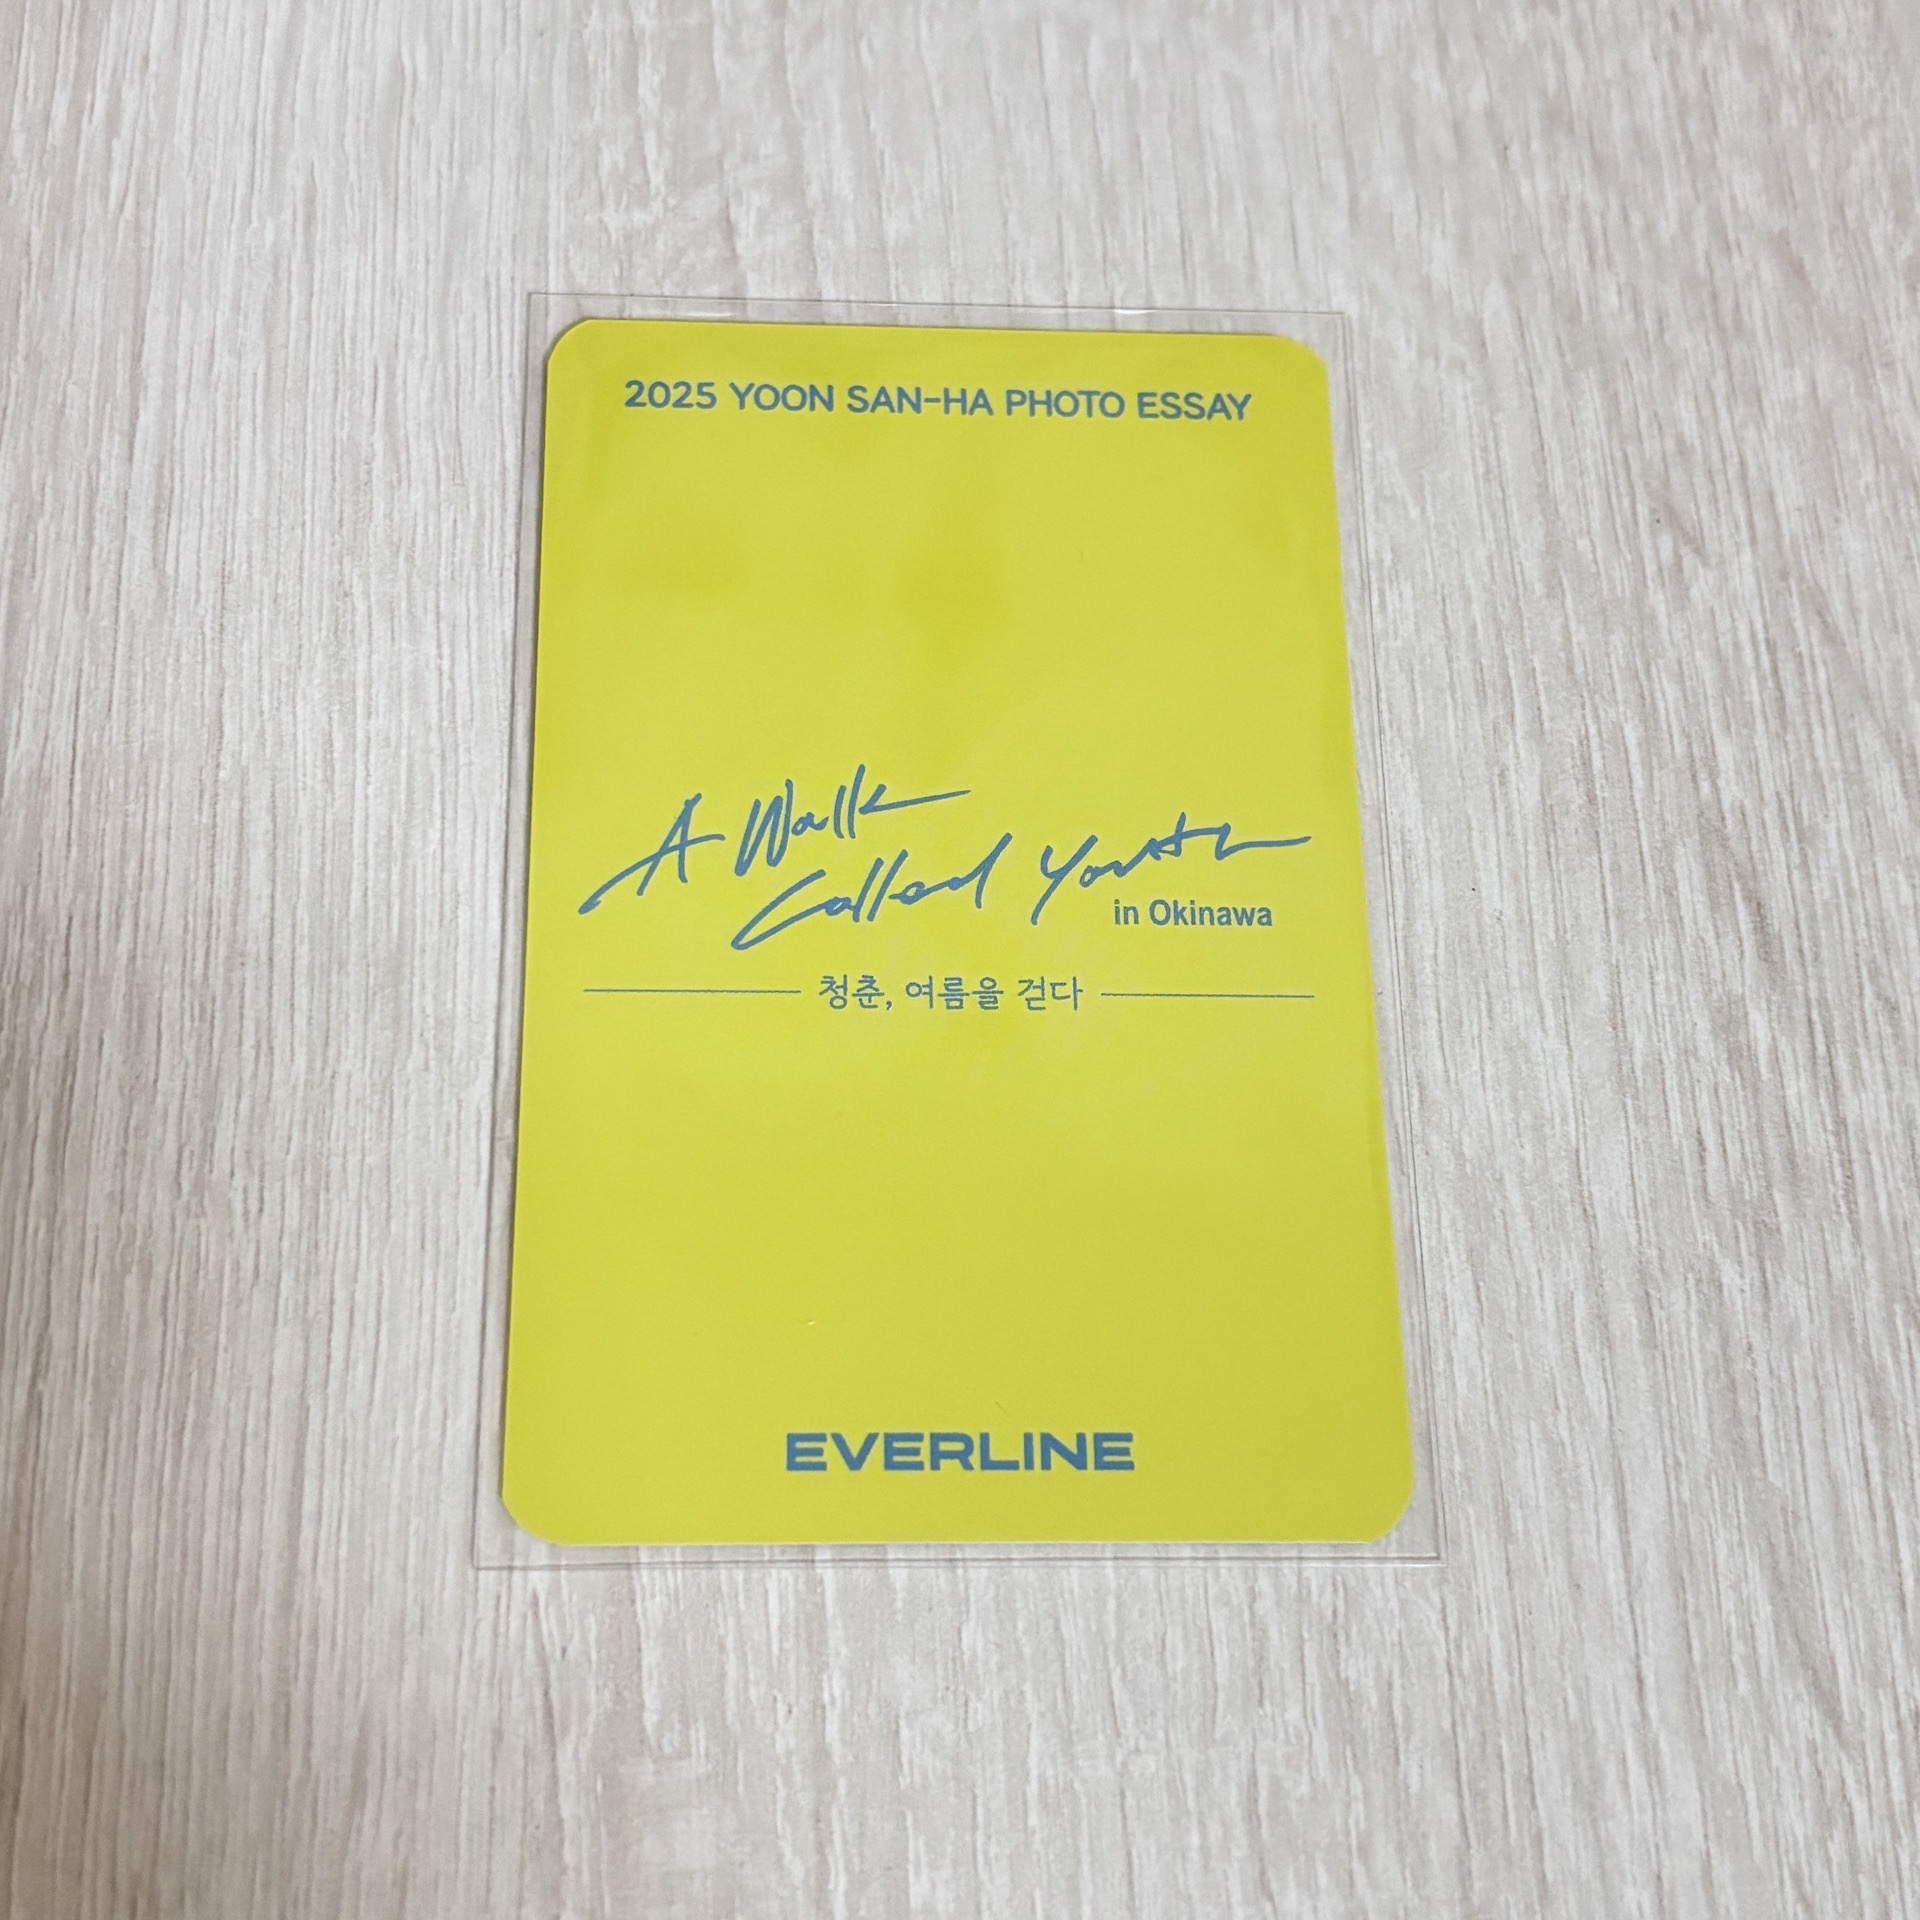 2025 YOON SAN-HA PHOTO ESSAY
A Walk
Called Youth
in Okinawa
청춘, 여름을 걷다
EVERLINE